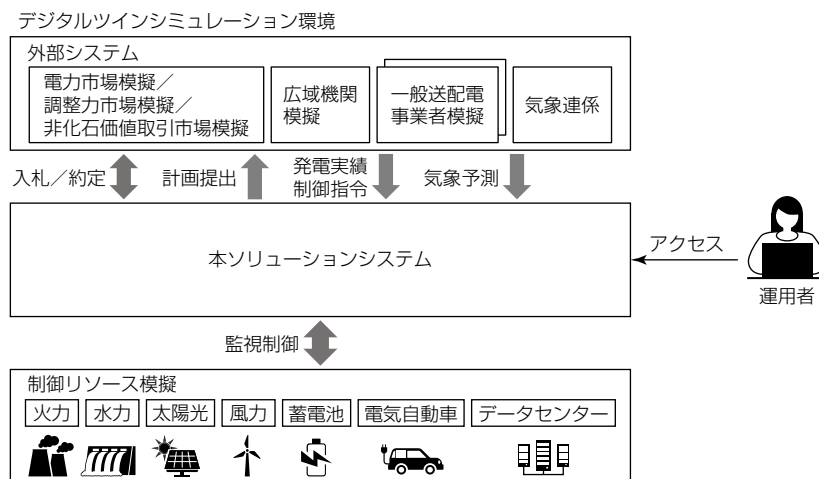 デジタルツインシミュレーション環境
外部システム
電力市場模擬／
調整力市場模擬／
非化石価値取引市場模擬
広域機関
模擬
一般送配電
事業者模擬
気象連係
入札／約定
計画提出
発電実績
制御指令
気象予測
本ソリューションシステム
アクセス
運用者
監視制御
制御リソース模擬
火力
水力
太陽光
風力
蓄電池
電気自動車
データセンター